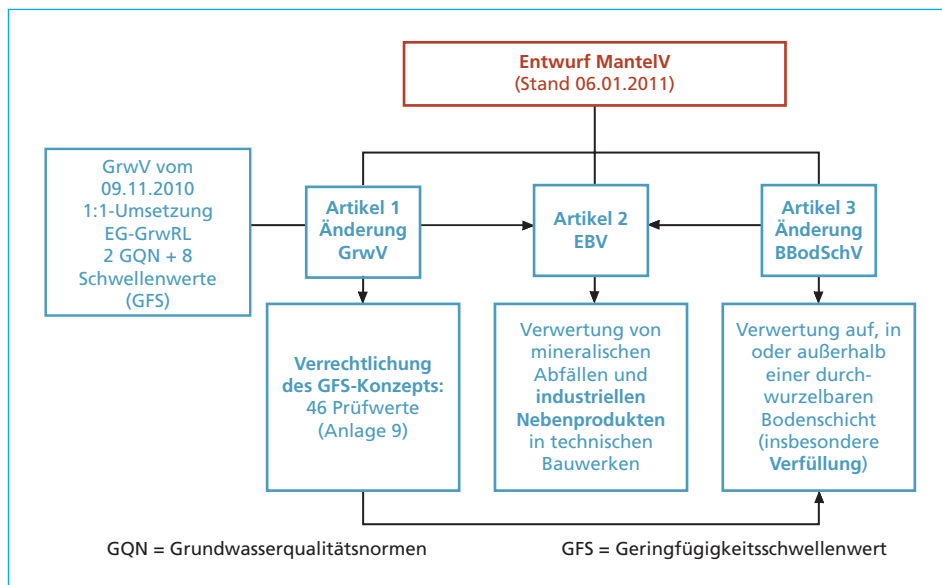 Entwurf MantelV
(Stand 06.01.2011)
GrwV vom
09.11.2010
1:1-Umsetzung
EG-GrwRL
2 GQN + 8
Schwellenwerte
(GFS)
Artikel 1
Änderung
GrwV
Artikel 2
EBV
Artikel 3
Änderung
BBodSchV
Verrechtlichung
des GFS-Konzepts:
46 Prüfwerte
(Anlage 9)
Verwertung von
mineralischen
Abfällen und
industriellen
Nebenprodukten
in technischen
Bauwerken
Verwertung auf, in
oder außerhalb
einer durch-
wurzelbaren
Bodenschicht
(insbesondere
Verfüllung)
GQN = Grundwasserqualitätsnormen
GFS = Geringfügigkeitsschwellenwert